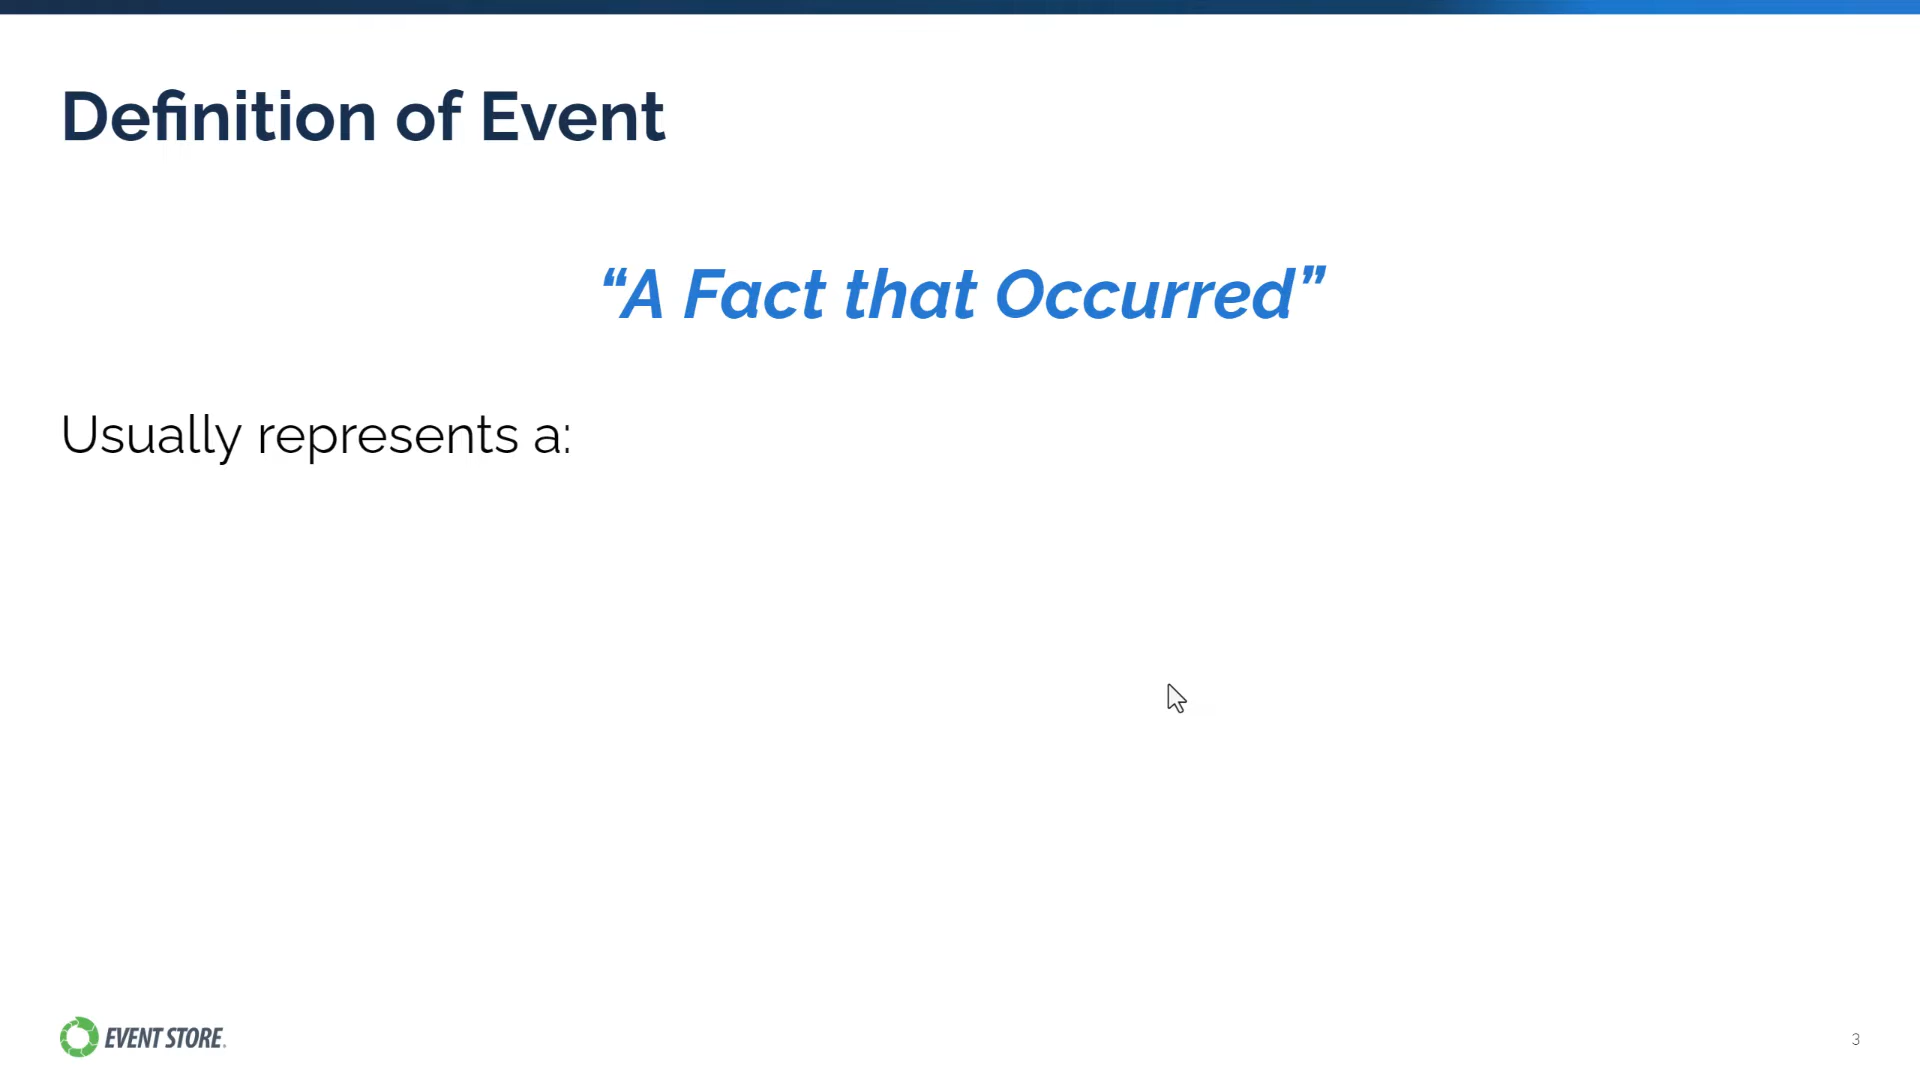 Definition of Event
“A Fact that Occurred”
Usually represents a:
EVENT STORE.
3